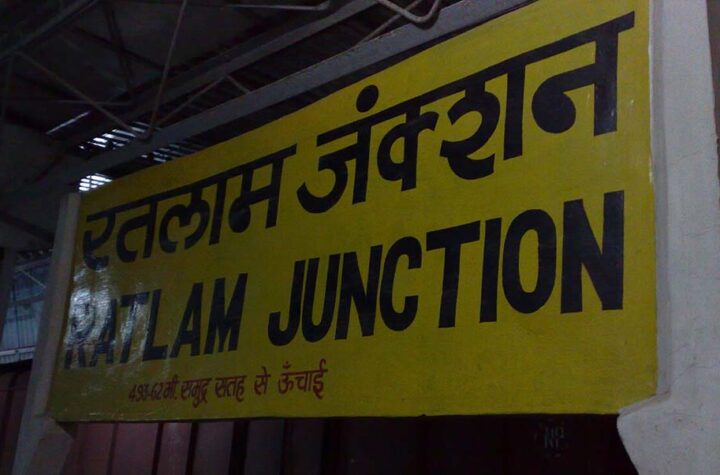 रतलाम जंक्शन
RATLAM JUNCTION
493-62 मी. समुद्र सतह से ऊँचाई